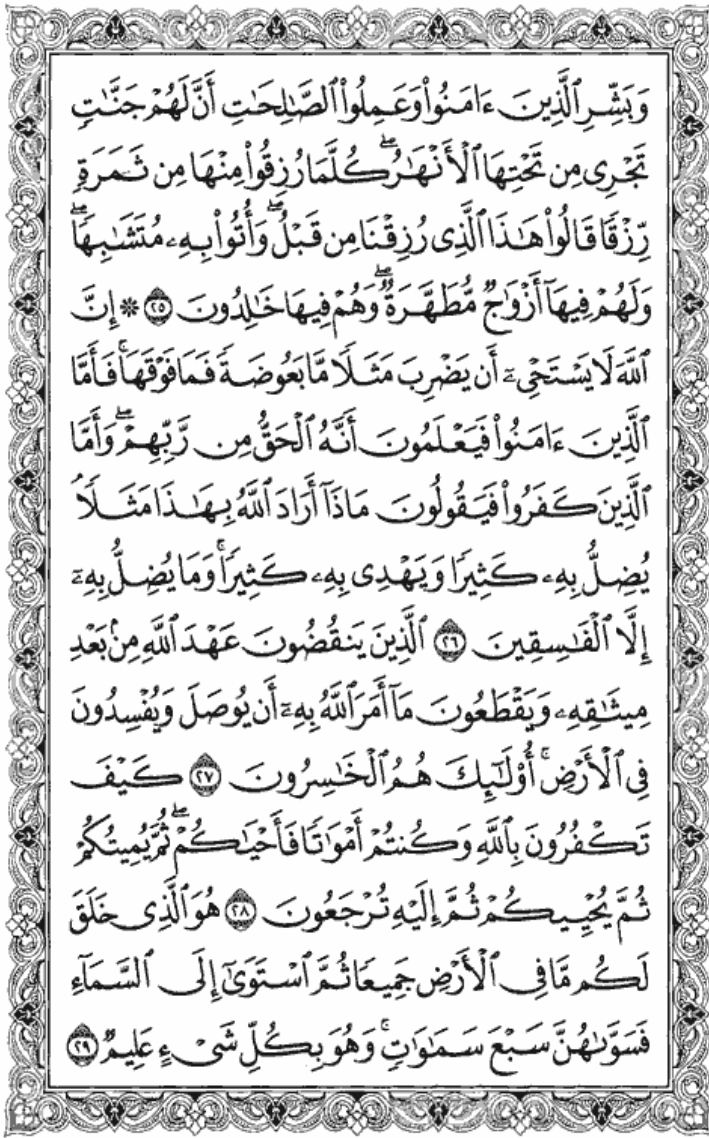 وَبَشِّرِ ٱلَّذِينَ ءَامَنُوا۟ وَعَمِلُوا۟ ٱلصَّـٰلِحَـٰتِ أَنَّ لَهُمْ جَنَّـٰتٍ
تَجْرِى مِن تَحْتِهَا ٱلْأَنْهَـٰرُ ۖ كُلَّمَا رُزِقُوا۟ مِنْهَا مِن ثَمَرَةٍ
رِّزْقًا قَالُوا۟ هَـٰذَا ٱلَّذِى رُزِقْنَا مِن قَبْلُ ۖ وَأُتُوا۟ بِهِۦ مُتَشَـٰبِهًا ۖ
وَلَهُمْ فِيهَآ أَزْوَٰجٌ مُّطَهَّرَةٌ ۖ وَهُمْ فِيهَا خَـٰلِدُونَ ٢٥ ۞ إِنَّ
ٱللَّهَ لَا يَسْتَحْىِۦٓ أَن يَضْرِبَ مَثَلًا مَّا بَعُوضَةً فَمَا فَوْقَهَا ۚ فَأَمَّا
ٱلَّذِينَ ءَامَنُوا۟ فَيَعْلَمُونَ أَنَّهُ ٱلْحَقُّ مِن رَّبِّهِمْ ۖ وَأَمَّا
ٱلَّذِينَ كَفَرُوا۟ فَيَقُولُونَ مَاذَآ أَرَادَ ٱللَّهُ بِهَـٰذَا مَثَلًا ۘ
يُضِلُّ بِهِۦ كَثِيرًا وَيَهْدِى بِهِۦ كَثِيرًا ۚ وَمَا يُضِلُّ بِهِۦٓ
إِلَّا ٱلْفَـٰسِقِينَ ٢٦ ٱلَّذِينَ يَنقُضُونَ عَهْدَ ٱللَّهِ مِنۢ بَعْدِ
مِيثَـٰقِهِۦ وَيَقْطَعُونَ مَآ أَمَرَ ٱللَّهُ بِهِۦٓ أَن يُوصَلَ وَيُفْسِدُونَ
فِى ٱلْأَرْضِ ۚ أُو۟لَـٰٓئِكَ هُمُ ٱلْخَـٰسِرُونَ ٢٧ كَيْفَ
تَكْفُرُونَ بِٱللَّهِ وَكُنتُمْ أَمْوَٰتًا فَأَحْيَـٰكُمْ ۖ ثُمَّ يُمِيتُكُمْ
ثُمَّ يُحْيِيكُمْ ثُمَّ إِلَيْهِ تُرْجَعُونَ ٢٨ هُوَ ٱلَّذِى خَلَقَ
لَكُم مَّا فِى ٱلْأَرْضِ جَمِيعًا ثُمَّ ٱسْتَوَىٰٓ إِلَى ٱلسَّمَآءِ
فَسَوَّىٰهُنَّ سَبْعَ سَمَـٰوَٰتٍ ۚ وَهُوَ بِكُلِّ شَىْءٍ عَلِيمٌ ٢٩